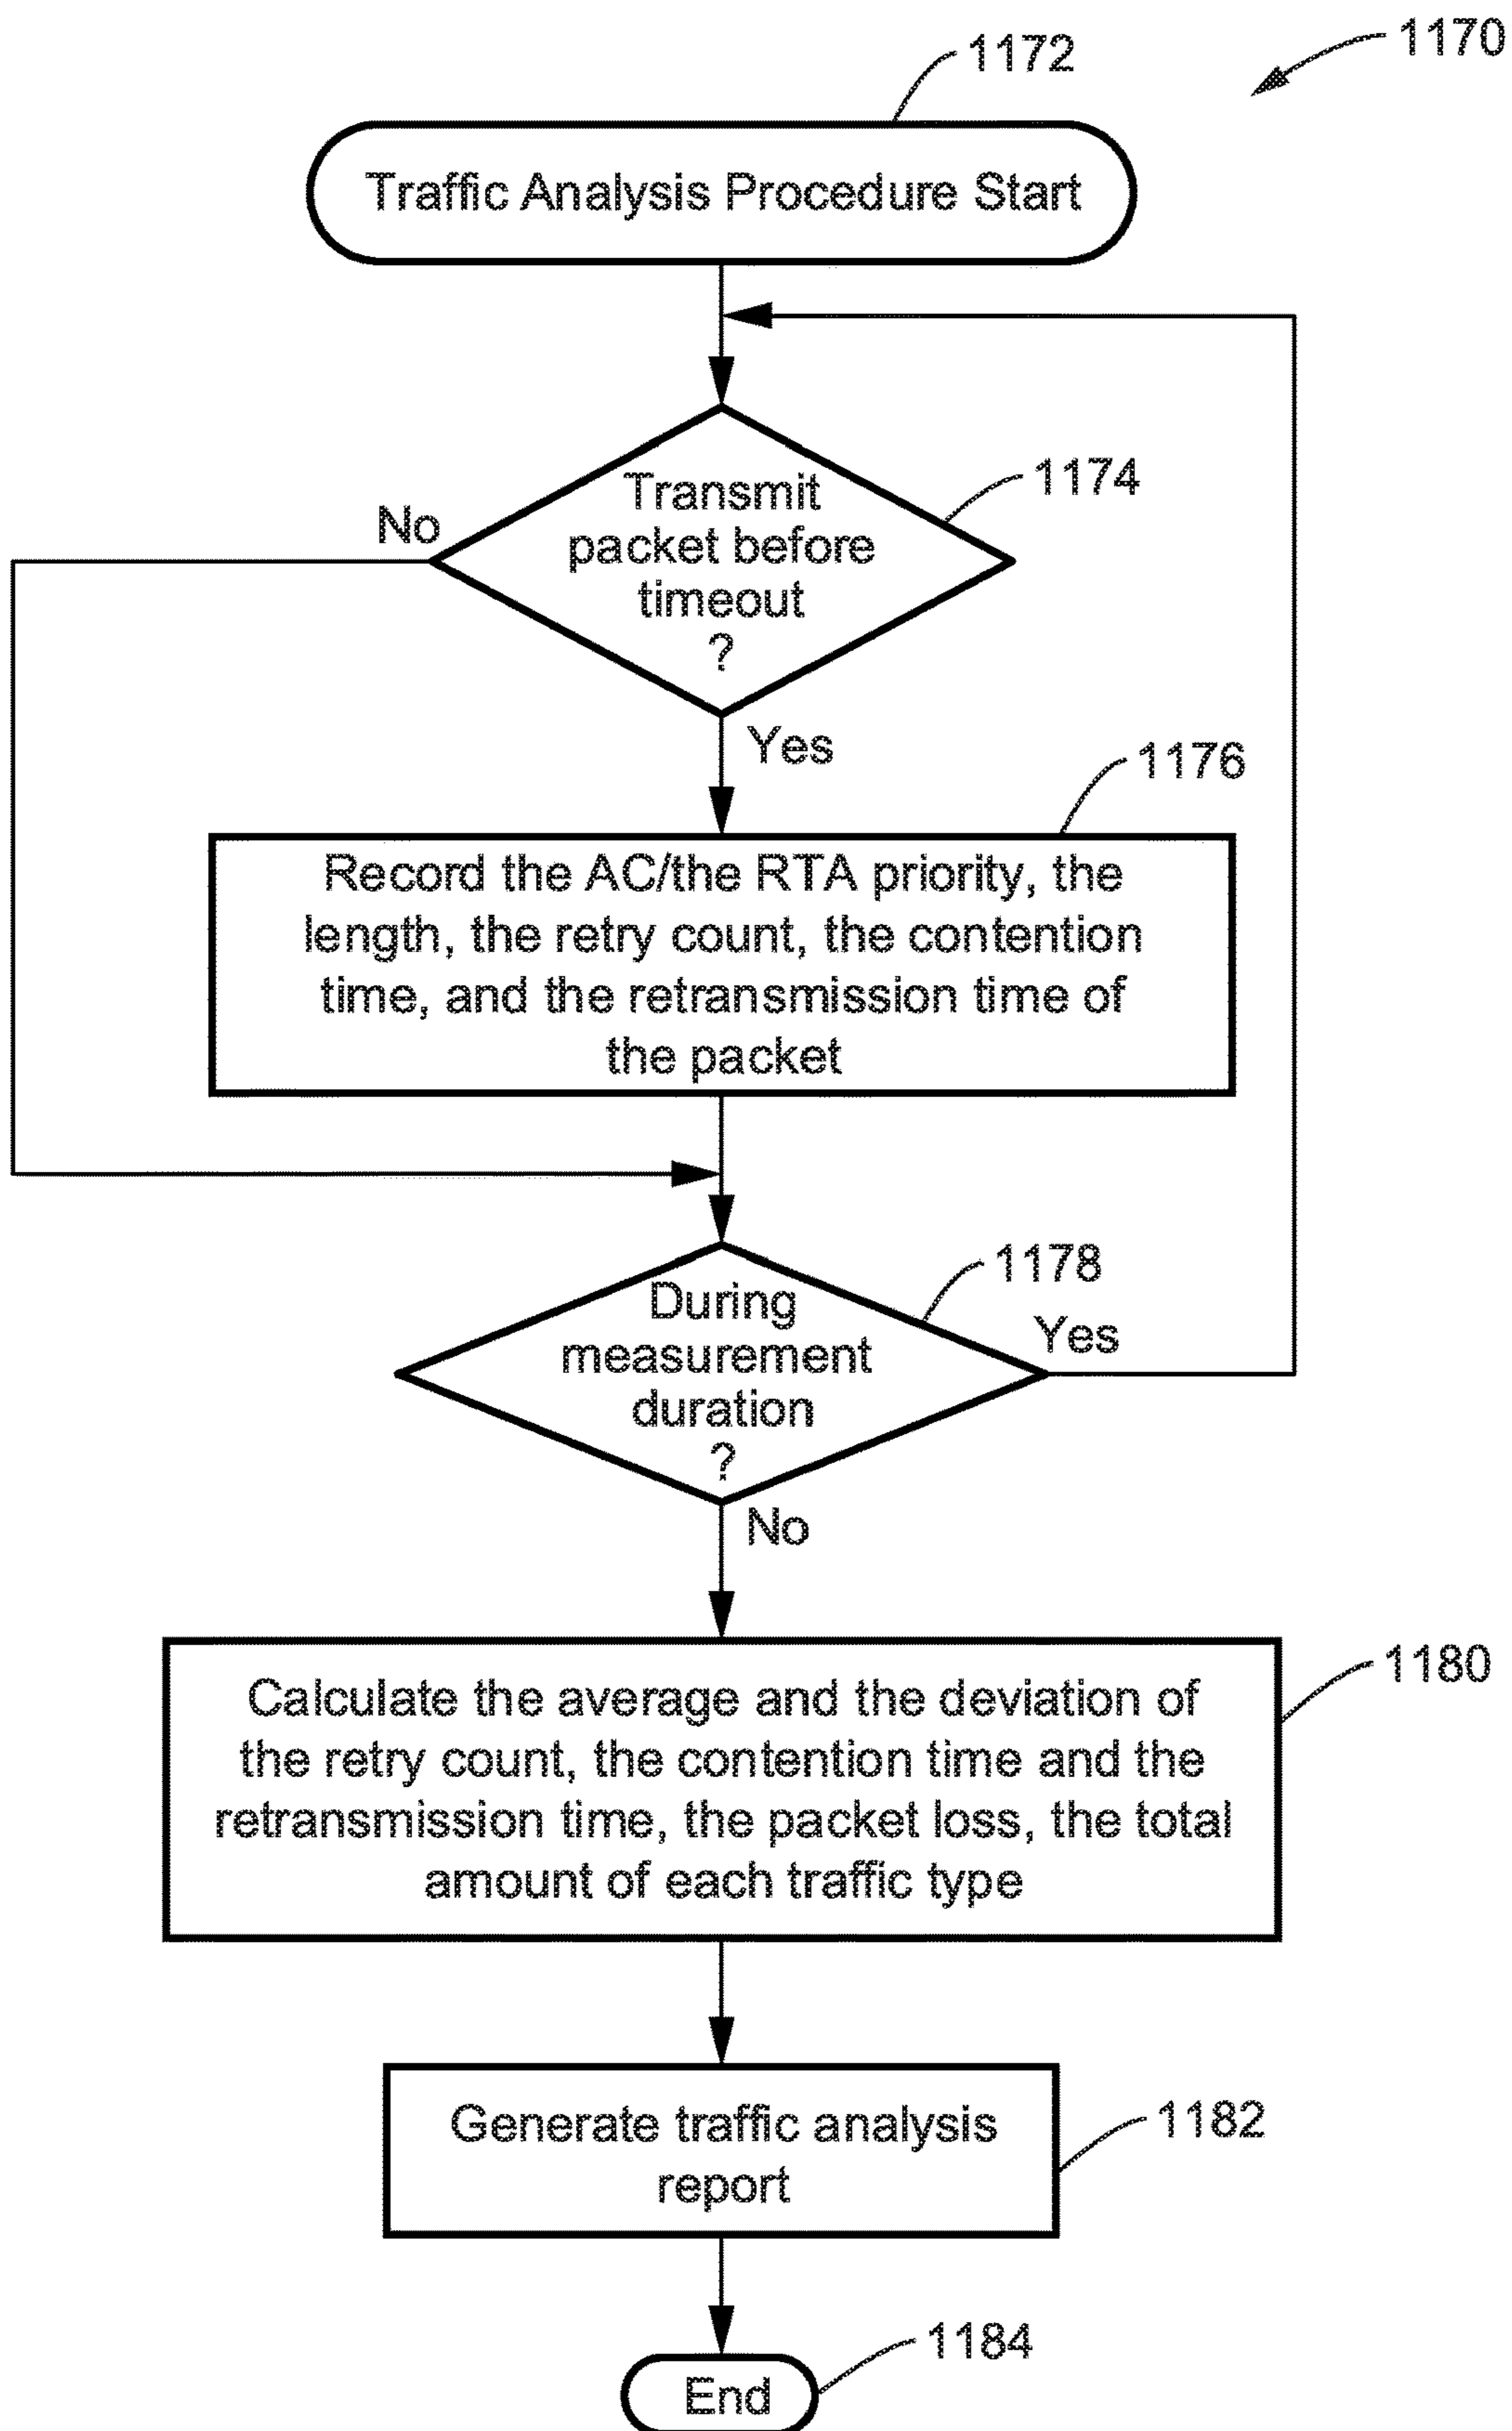 1170
1172
Traffic Analysis Procedure Start
1174
Transmit
packet before
timeout
?
No
Yes
1176
Record the AC/the RTA priority, the
length, the retry count, the contention
time, and the retransmission time of
the packet
1178
During
measurement
duration
?
Yes
No
1180
Calculate the average and the deviation of
the retry count, the contention time and the
retransmission time, the packet loss, the total
amount of each traffic type
1182
Generate traffic analysis
report
1184
End